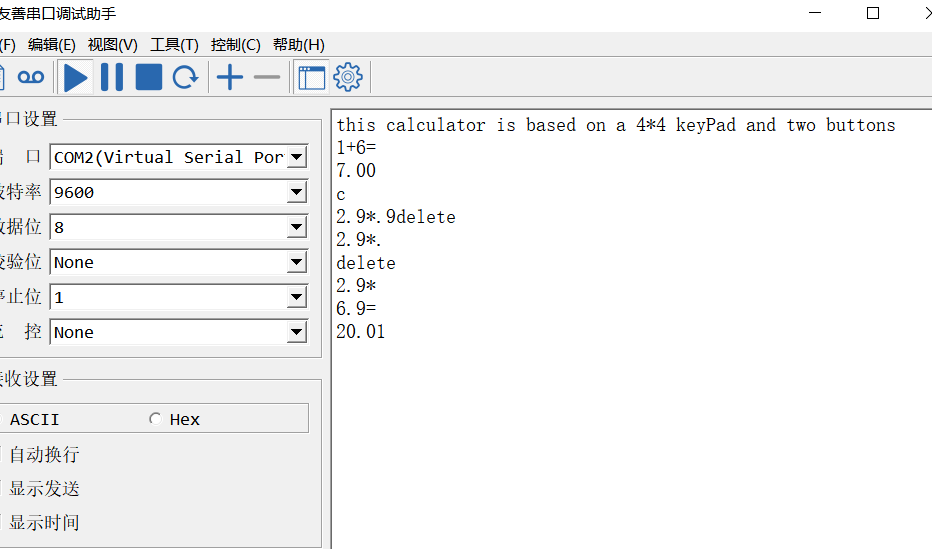 友善串口调试助手
(F) 编辑(E) 视图(V) 工具(T) 控制(C) 帮助(H)
口设置
口 COM2(Virtual Serial Por
特率 9600
数据位 8
校验位 None
停止位 1
控 None
接收设置
ASCII Hex
自动换行
显示发送
显示时间
this calculator is based on a 4*4 keyPad and two buttons
1+6=
7.00
c
2.9*.9delete
2.9*.
delete
2.9*
6.9=
20.01